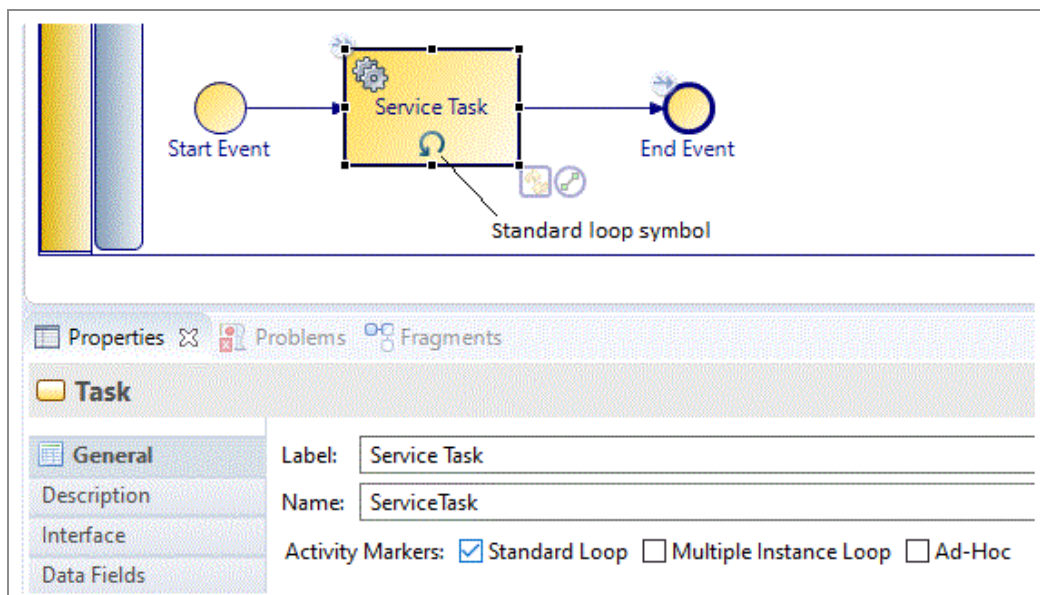 Service Task
Start Event
End Event
Standard loop symbol
Properties Problems Fragments
Task
General
Label: Service Task
Description
Name: ServiceTask
Interface
Activity Markers: Standard Loop Multiple Instance Loop Ad-Hoc
Data Fields